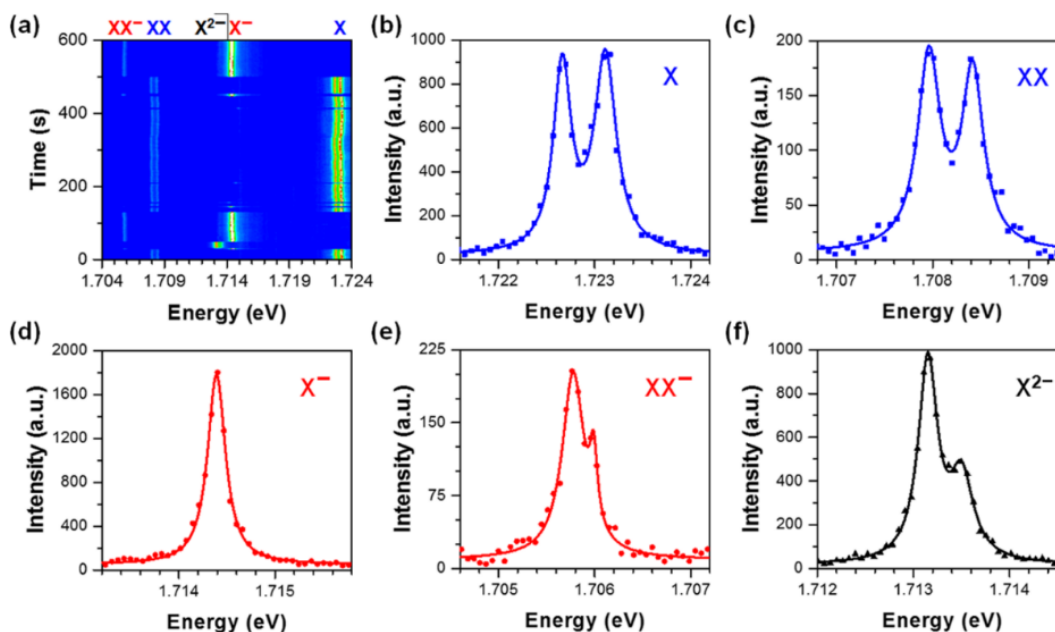 (a) XX⁻ XX X²⁻ X⁻ X
Time (s)
600
400
200
0
1.704 1.709 1.714 1.719 1.724
Energy (eV)
(b)
X
Intensity (a.u.)
1000
800
600
400
200
0
1.722 1.723 1.724
Energy (eV)
(c)
XX
Intensity (a.u.)
200
150
100
50
0
1.707 1.708 1.709
Energy (eV)
(d)
X⁻
Intensity (a.u.)
2000
1600
1200
800
400
0
1.714 1.715
Energy (eV)
(e)
XX⁻
Intensity (a.u.)
225
150
75
0
1.705 1.706 1.707
Energy (eV)
(f)
X²⁻
Intensity (a.u.)
1000
800
600
400
200
0
1.712 1.713 1.714
Energy (eV)